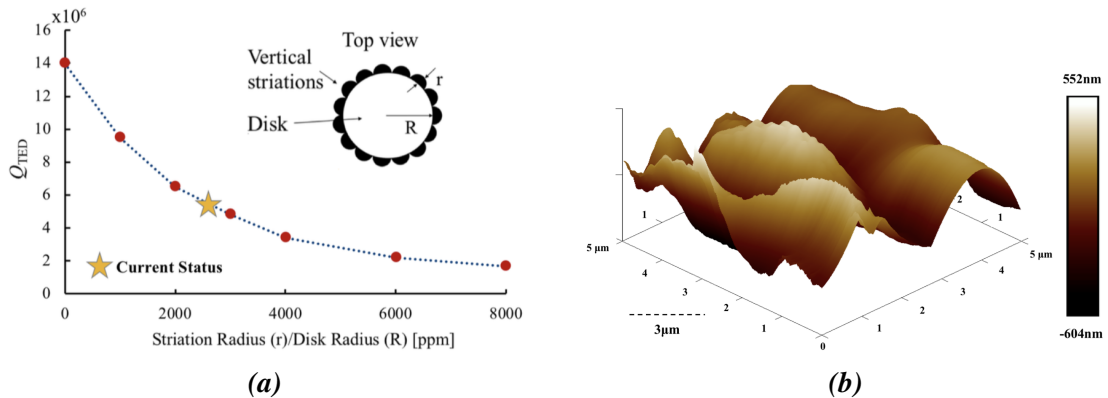 ×10⁶
16
14
12
10
8
6
4
2
0
Q_TED
0 2000 4000 6000 8000
Striation Radius (r)/Disk Radius (R) [ppm]
Top view
Vertical
striations
r
Disk
R
Current Status
(a)
552nm
-604nm
1
5 μm
4
3
2
1
0
1
2
3
4
5 μm
2
1
3μm
(b)